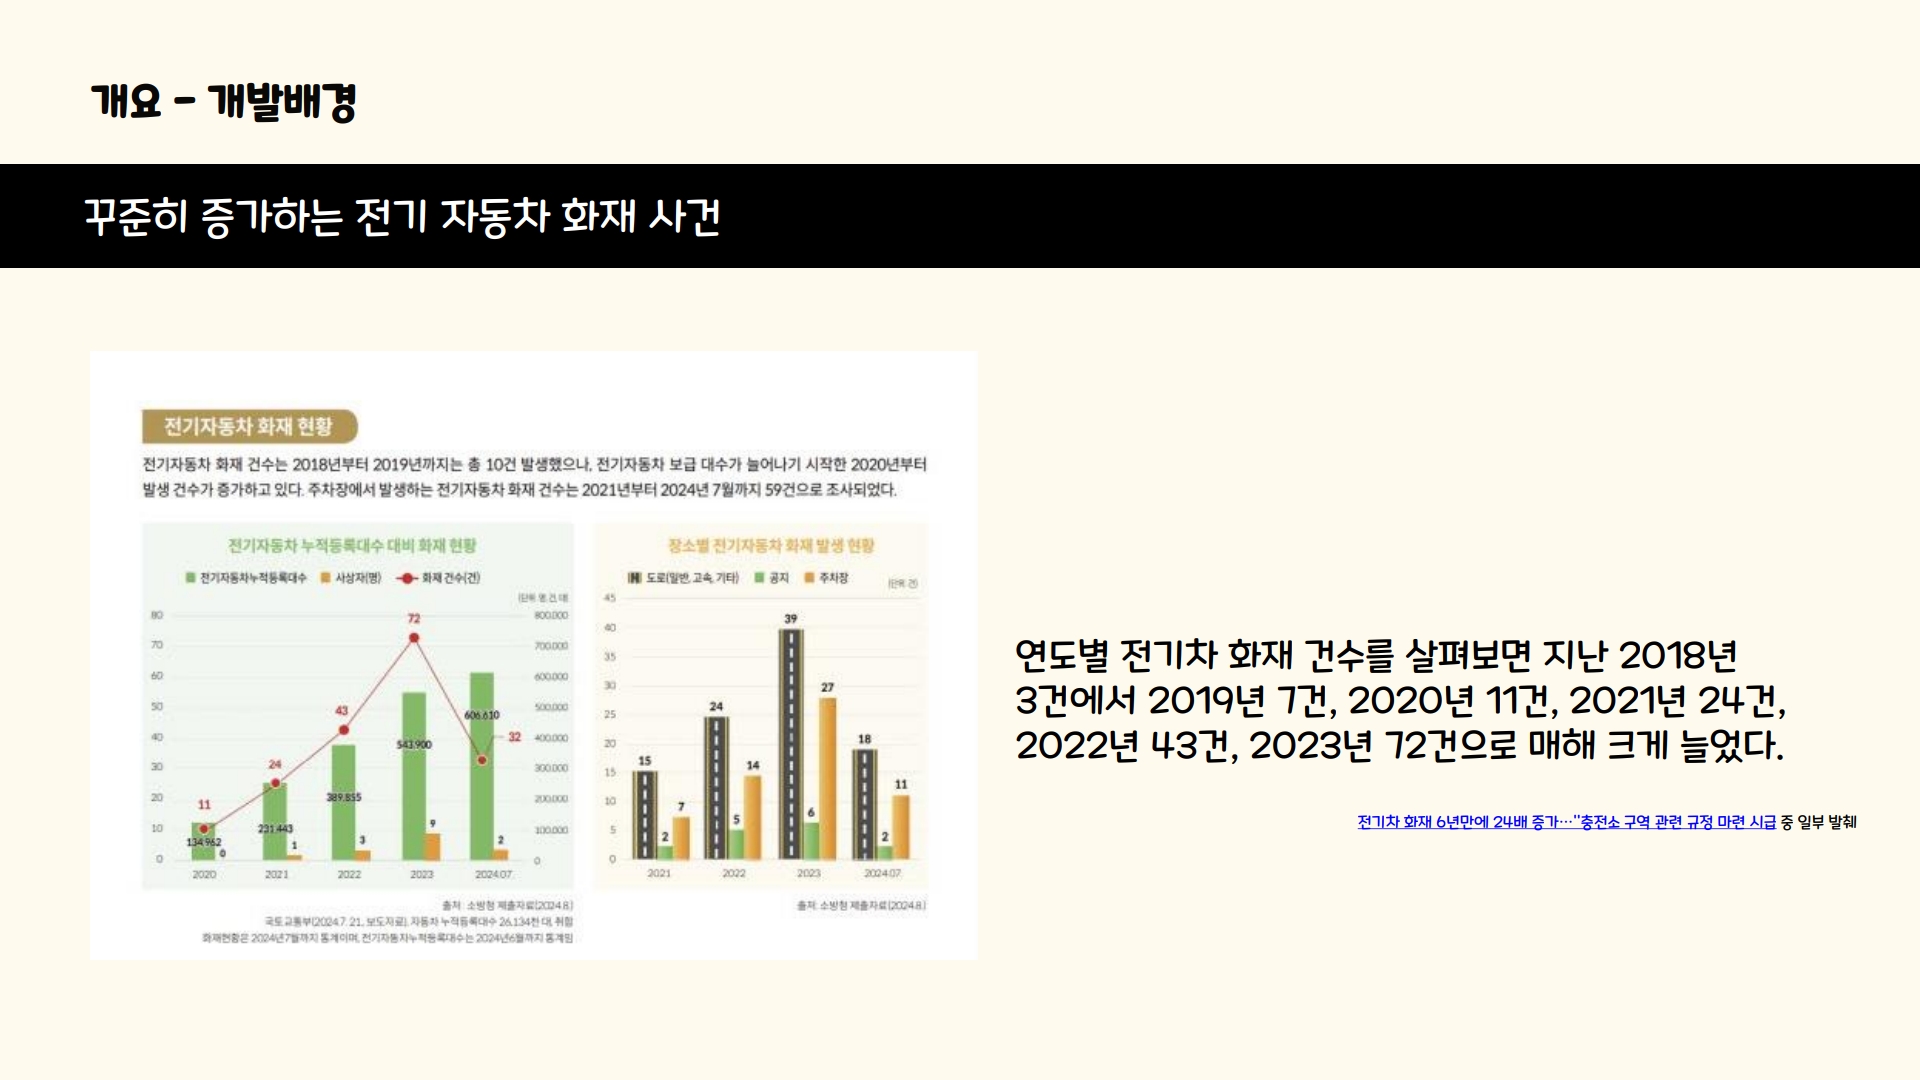 개요 - 개발배경
꾸준히 증가하는 전기 자동차 화재 사건
전기자동차 화재 현황
전기자동차 화재 건수는 2018년부터 2019년까지는 총 10건 발생했으나, 전기자동차 보급 대수가 늘어나기 시작한 2020년부터
발생 건수가 증가하고 있다. 주차장에서 발생하는 전기자동차 화재 건수는 2021년부터 2024년 7월까지 59건으로 조사되었다.
전기자동차 누적등록대수 대비 화재 현황
전기자동차누적등록대수 사상자(명) 화재 건수(건)
(단위: 명, 건, 대)
80 70 60 50 40 30 20 10 0
800,000 700,000 600,000 500,000 400,000 300,000 200,000 100,000 0
11 24 43 72 32
134,962 231,443 389,855 543,900 606,610
0 1 3 9 2
2020 2021 2022 2023 2024.07.
출처: 소방청 제출자료(2024.8.)
국토교통부(2024.7. 21., 보도자료), 자동차 누적등록대수 26,134천 대, 취합
화재현황은 2024년7월까지 통계이며, 전기자동차누적등록대수는 2024년6월까지 통계임
장소별 전기자동차 화재 발생 현황
도로(일반, 고속, 기타) 공지 주차장
(단위: 건)
45 40 35 30 25 20 15 10 5 0
15 2 7 24 5 14 39 6 27 18 2 11
2021 2022 2023 2024.07.
출처: 소방청 제출자료(2024.8.)
연도별 전기차 화재 건수를 살펴보면 지난 2018년
3건에서 2019년 7건, 2020년 11건, 2021년 24건,
2022년 43건, 2023년 72건으로 매해 크게 늘었다.
전기차 화재 6년만에 24배 증가…"충전소 구역 관련 규정 마련 시급 중 일부 발췌